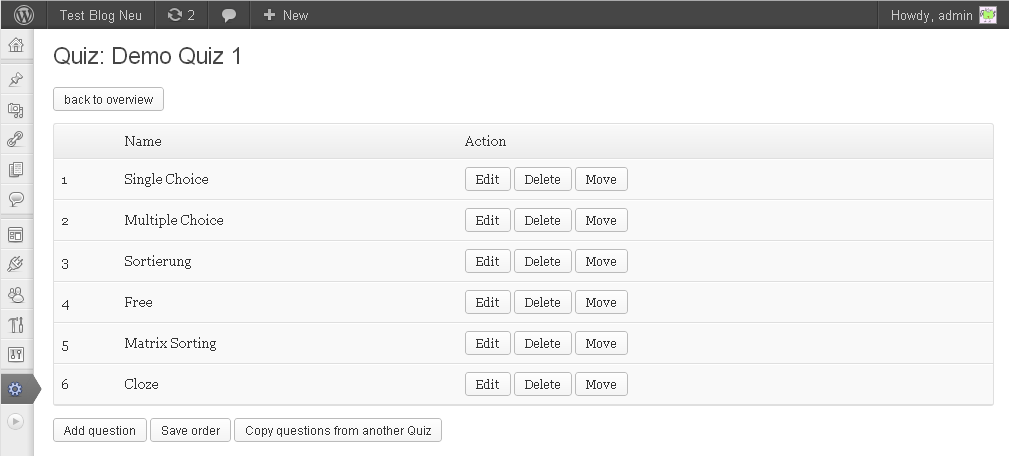 Test Blog Neu 2 + New Howdy, admin
Quiz: Demo Quiz 1
back to overview
Name Action
1 Single Choice Edit Delete Move
2 Multiple Choice Edit Delete Move
3 Sortierung Edit Delete Move
4 Free Edit Delete Move
5 Matrix Sorting Edit Delete Move
6 Cloze Edit Delete Move
Add question Save order Copy questions from another Quiz